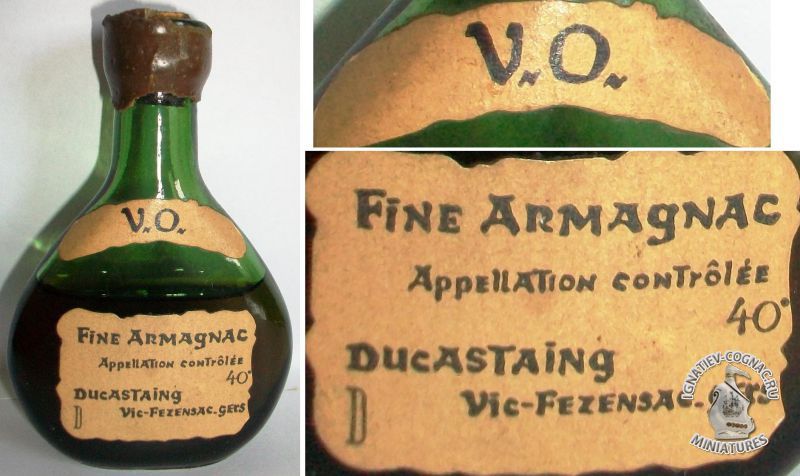 V.O.
FINE ARMAGNAC
APPELLATION CONTRÔLÉE
40°
DUCASTAING
VIC-FEZENSAC-GERS
D
V.O.
FINE ARMAGNAC
APPELLATION CONTRÔLÉE
40°
DUCASTAING
VIC-FEZENSAC-GERS
D
IGNATIEV-COGNAC.RU
MINIATURES